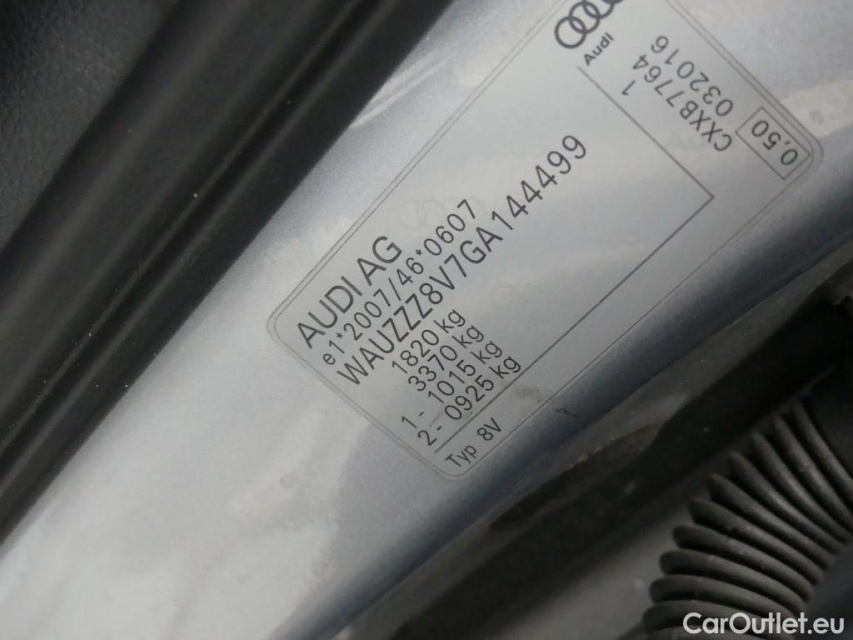 Audi
1
CXXB7764
032016
0,50
AUDI AG
e1*2007/46*0607
WAUZZZ8V7GA144499
1820 kg
3370 kg
1- 1015 kg
2- 0925 kg
Typ 8V
CarOutlet.eu